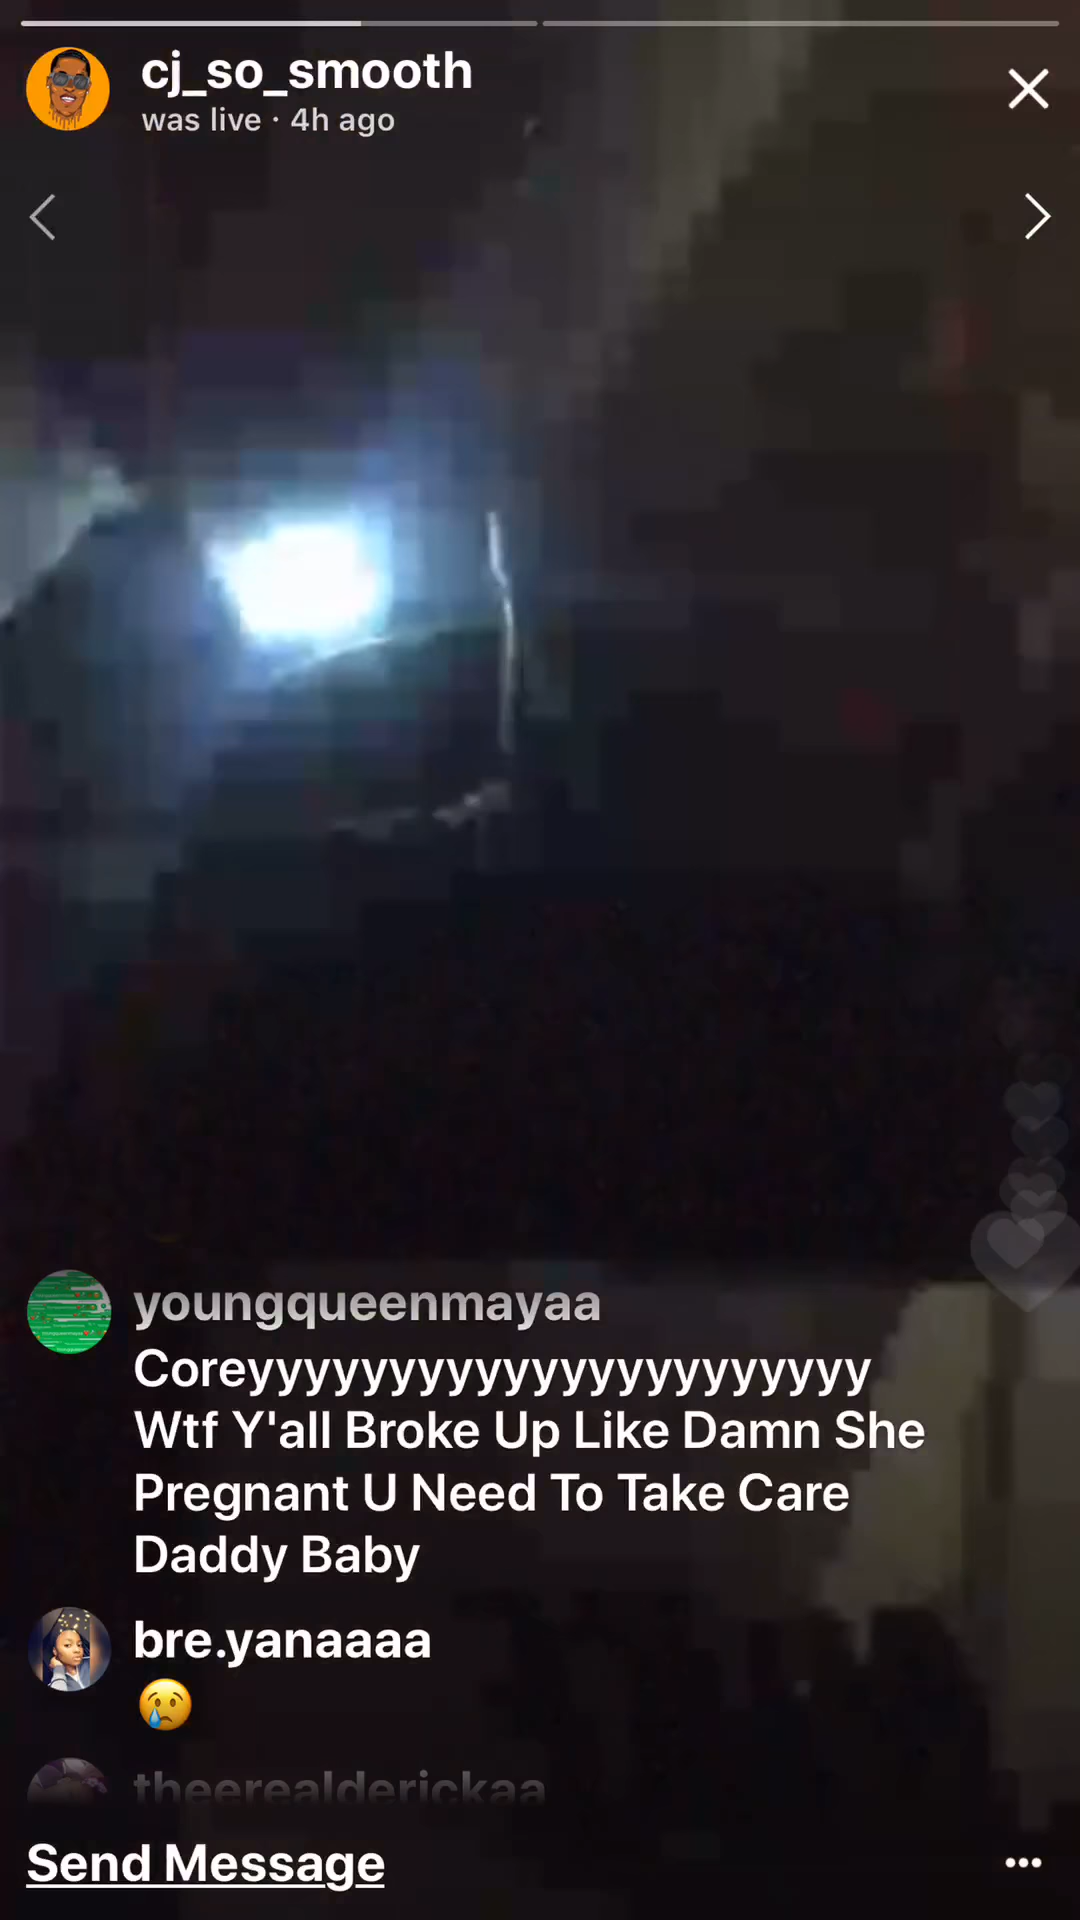 cj_so_smooth
was live · 4h ago
youngqueenmayaa
Coreyyyyyyyyyyyyyyyyyyyyyy
Wtf Y'all Broke Up Like Damn She
Pregnant U Need To Take Care
Daddy Baby
bre.yanaaaa
😢
theerealderickaa
Send Message